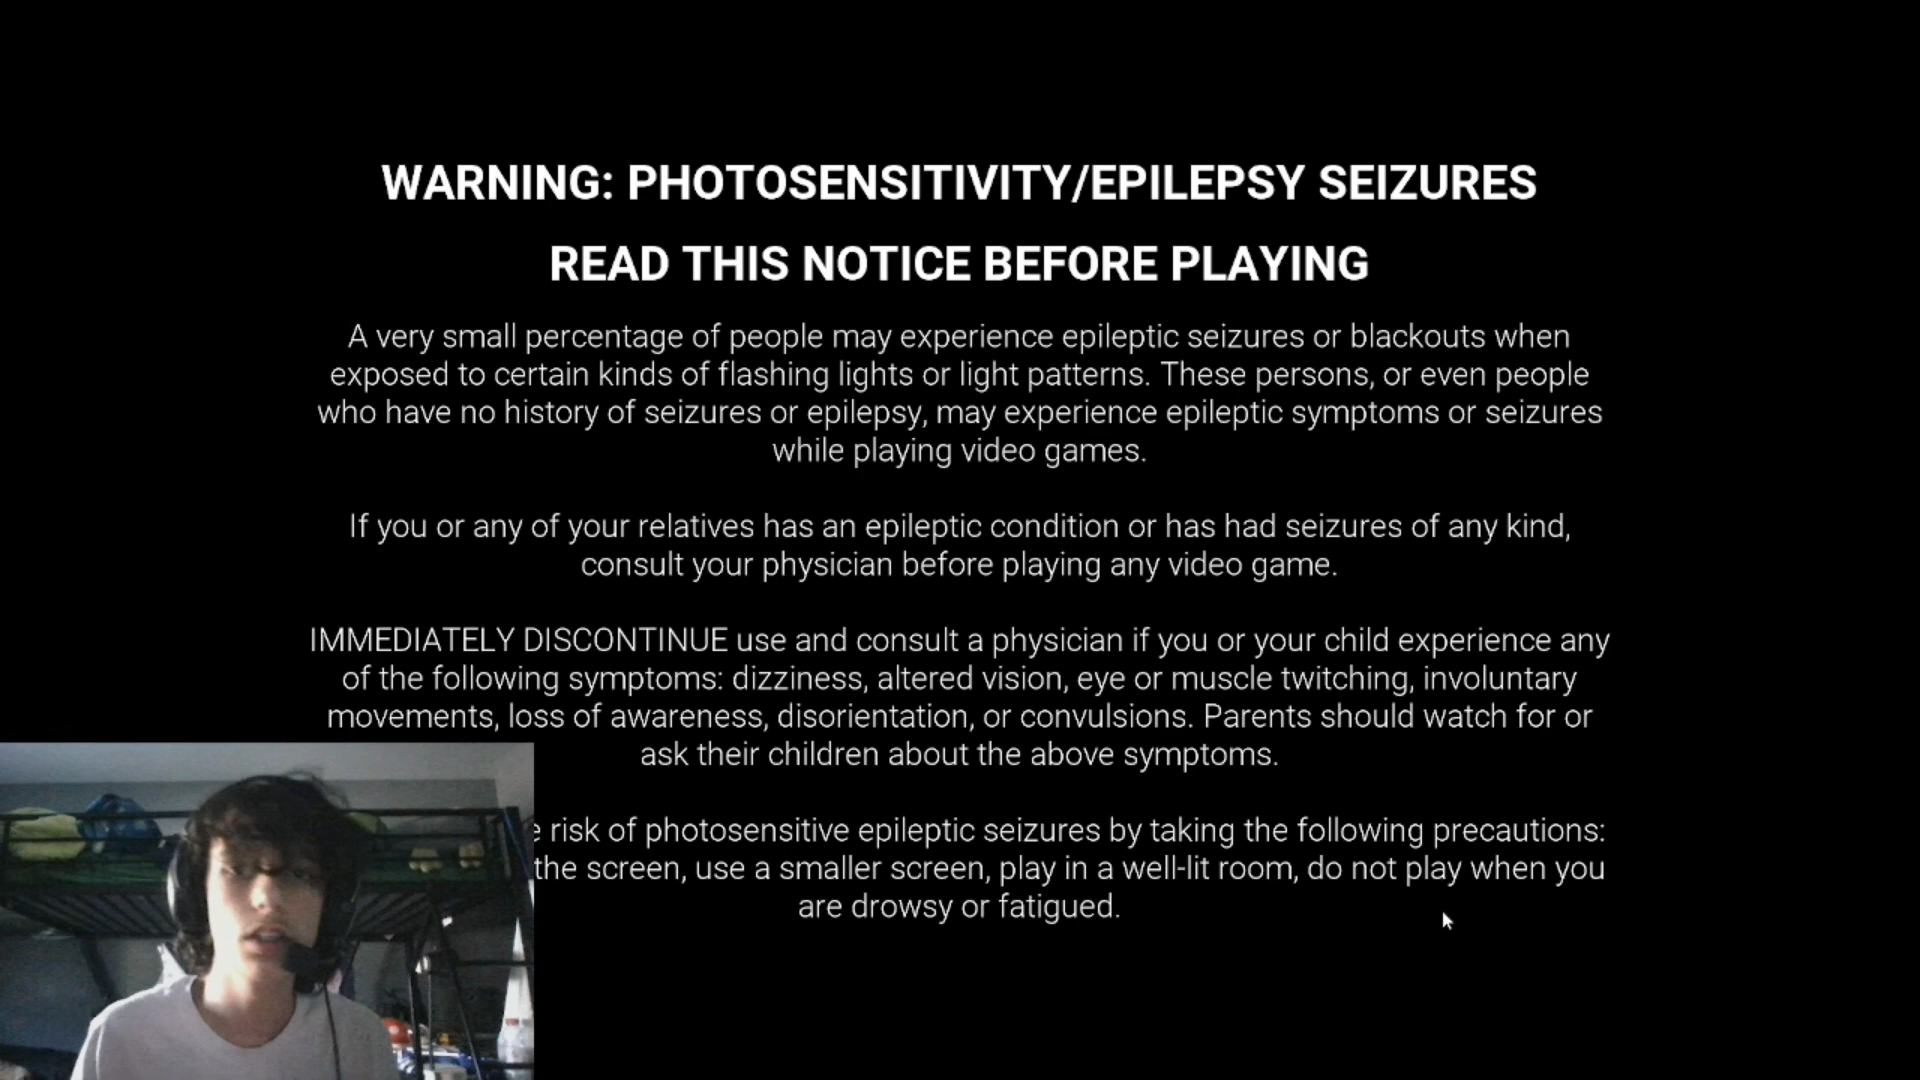 WARNING: PHOTOSENSITIVITY/EPILEPSY SEIZURES
READ THIS NOTICE BEFORE PLAYING
A very small percentage of people may experience epileptic seizures or blackouts when
exposed to certain kinds of flashing lights or light patterns. These persons, or even people
who have no history of seizures or epilepsy, may experience epileptic symptoms or seizures
while playing video games.
If you or any of your relatives has an epileptic condition or has had seizures of any kind,
consult your physician before playing any video game.
IMMEDIATELY DISCONTINUE use and consult a physician if you or your child experience any
of the following symptoms: dizziness, altered vision, eye or muscle twitching, involuntary
movements, loss of awareness, disorientation, or convulsions. Parents should watch for or
ask their children about the above symptoms.
risk of photosensitive epileptic seizures by taking the following precautions:
the screen, use a smaller screen, play in a well-lit room, do not play when you
are drowsy or fatigued.